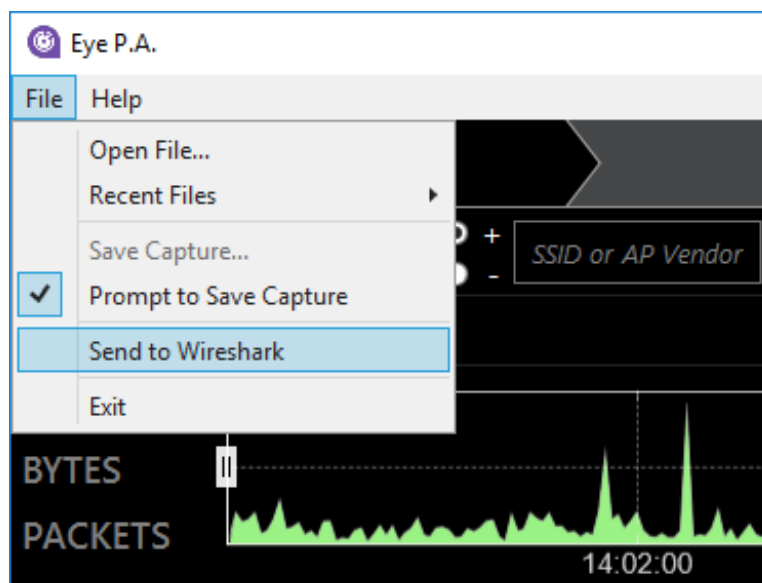 Eye P.A.
File Help
Open File...
Recent Files
Save Capture...
Prompt to Save Capture
Send to Wireshark
Exit
+
-
SSID or AP Vendor
BYTES
PACKETS
14:02:00